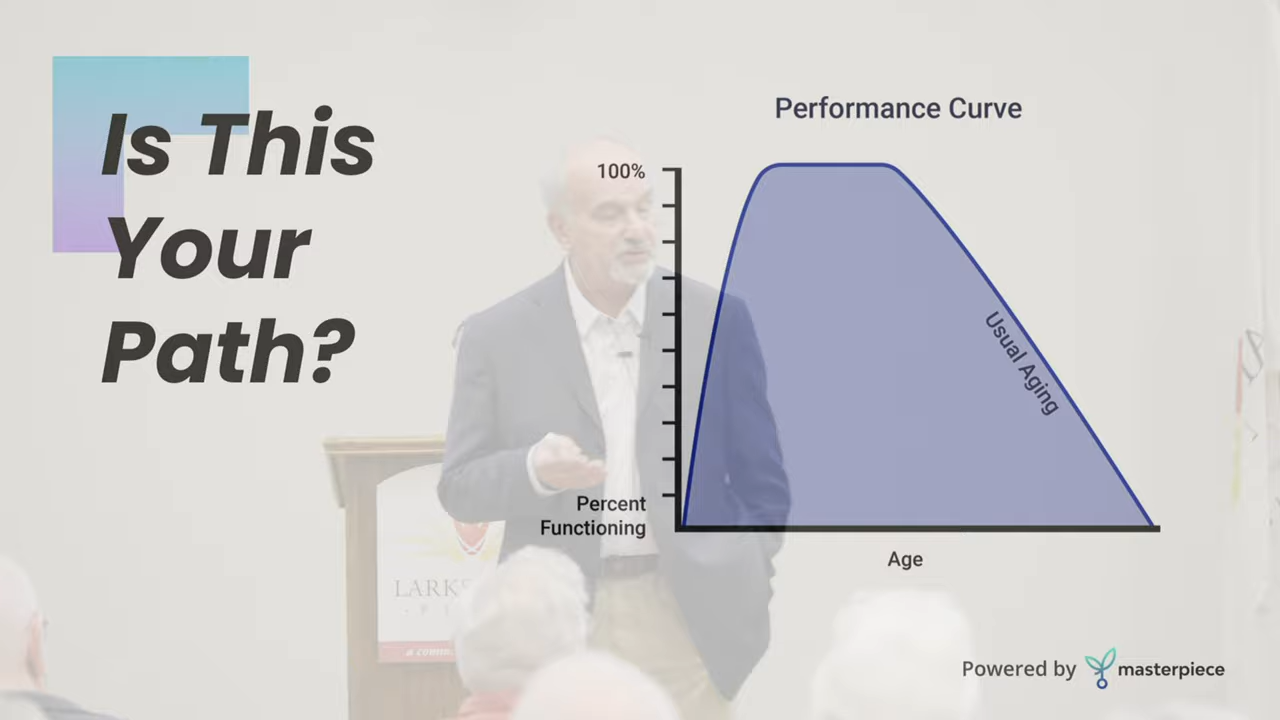 Is This
Your
Path?
Performance Curve
100%
Usual Aging
Percent
Functioning
Age
Powered by masterpiece